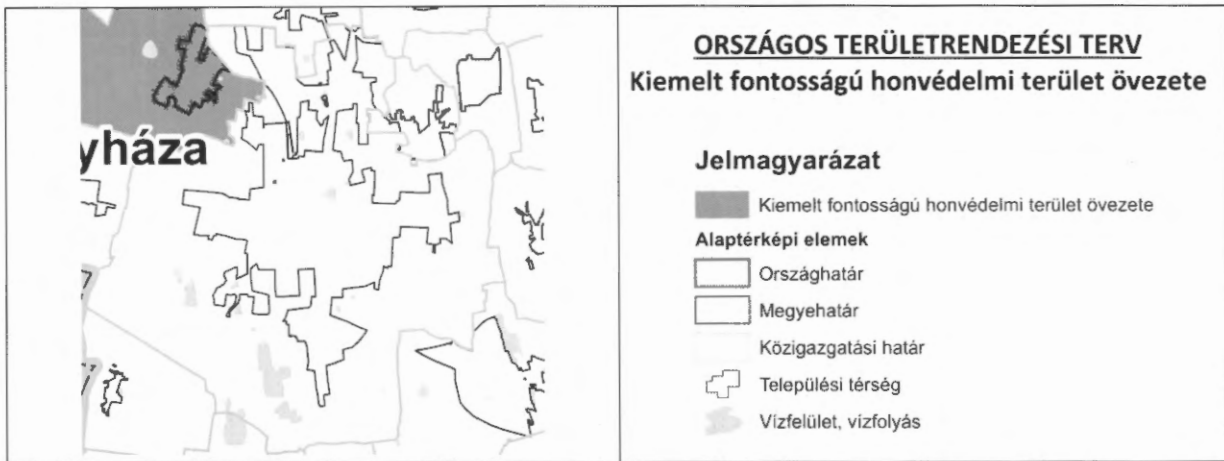 yháza
ORSZÁGOS TERÜLETRENDEZÉSI TERV
Kiemelt fontosságú honvédelmi terület övezete
Jelmagyarázat
Kiemelt fontosságú honvédelmi terület övezete
Alaptérképi elemek
Országhatár
Megyehatár
Közigazgatási határ
Települési térség
Vízfelület, vízfolyás